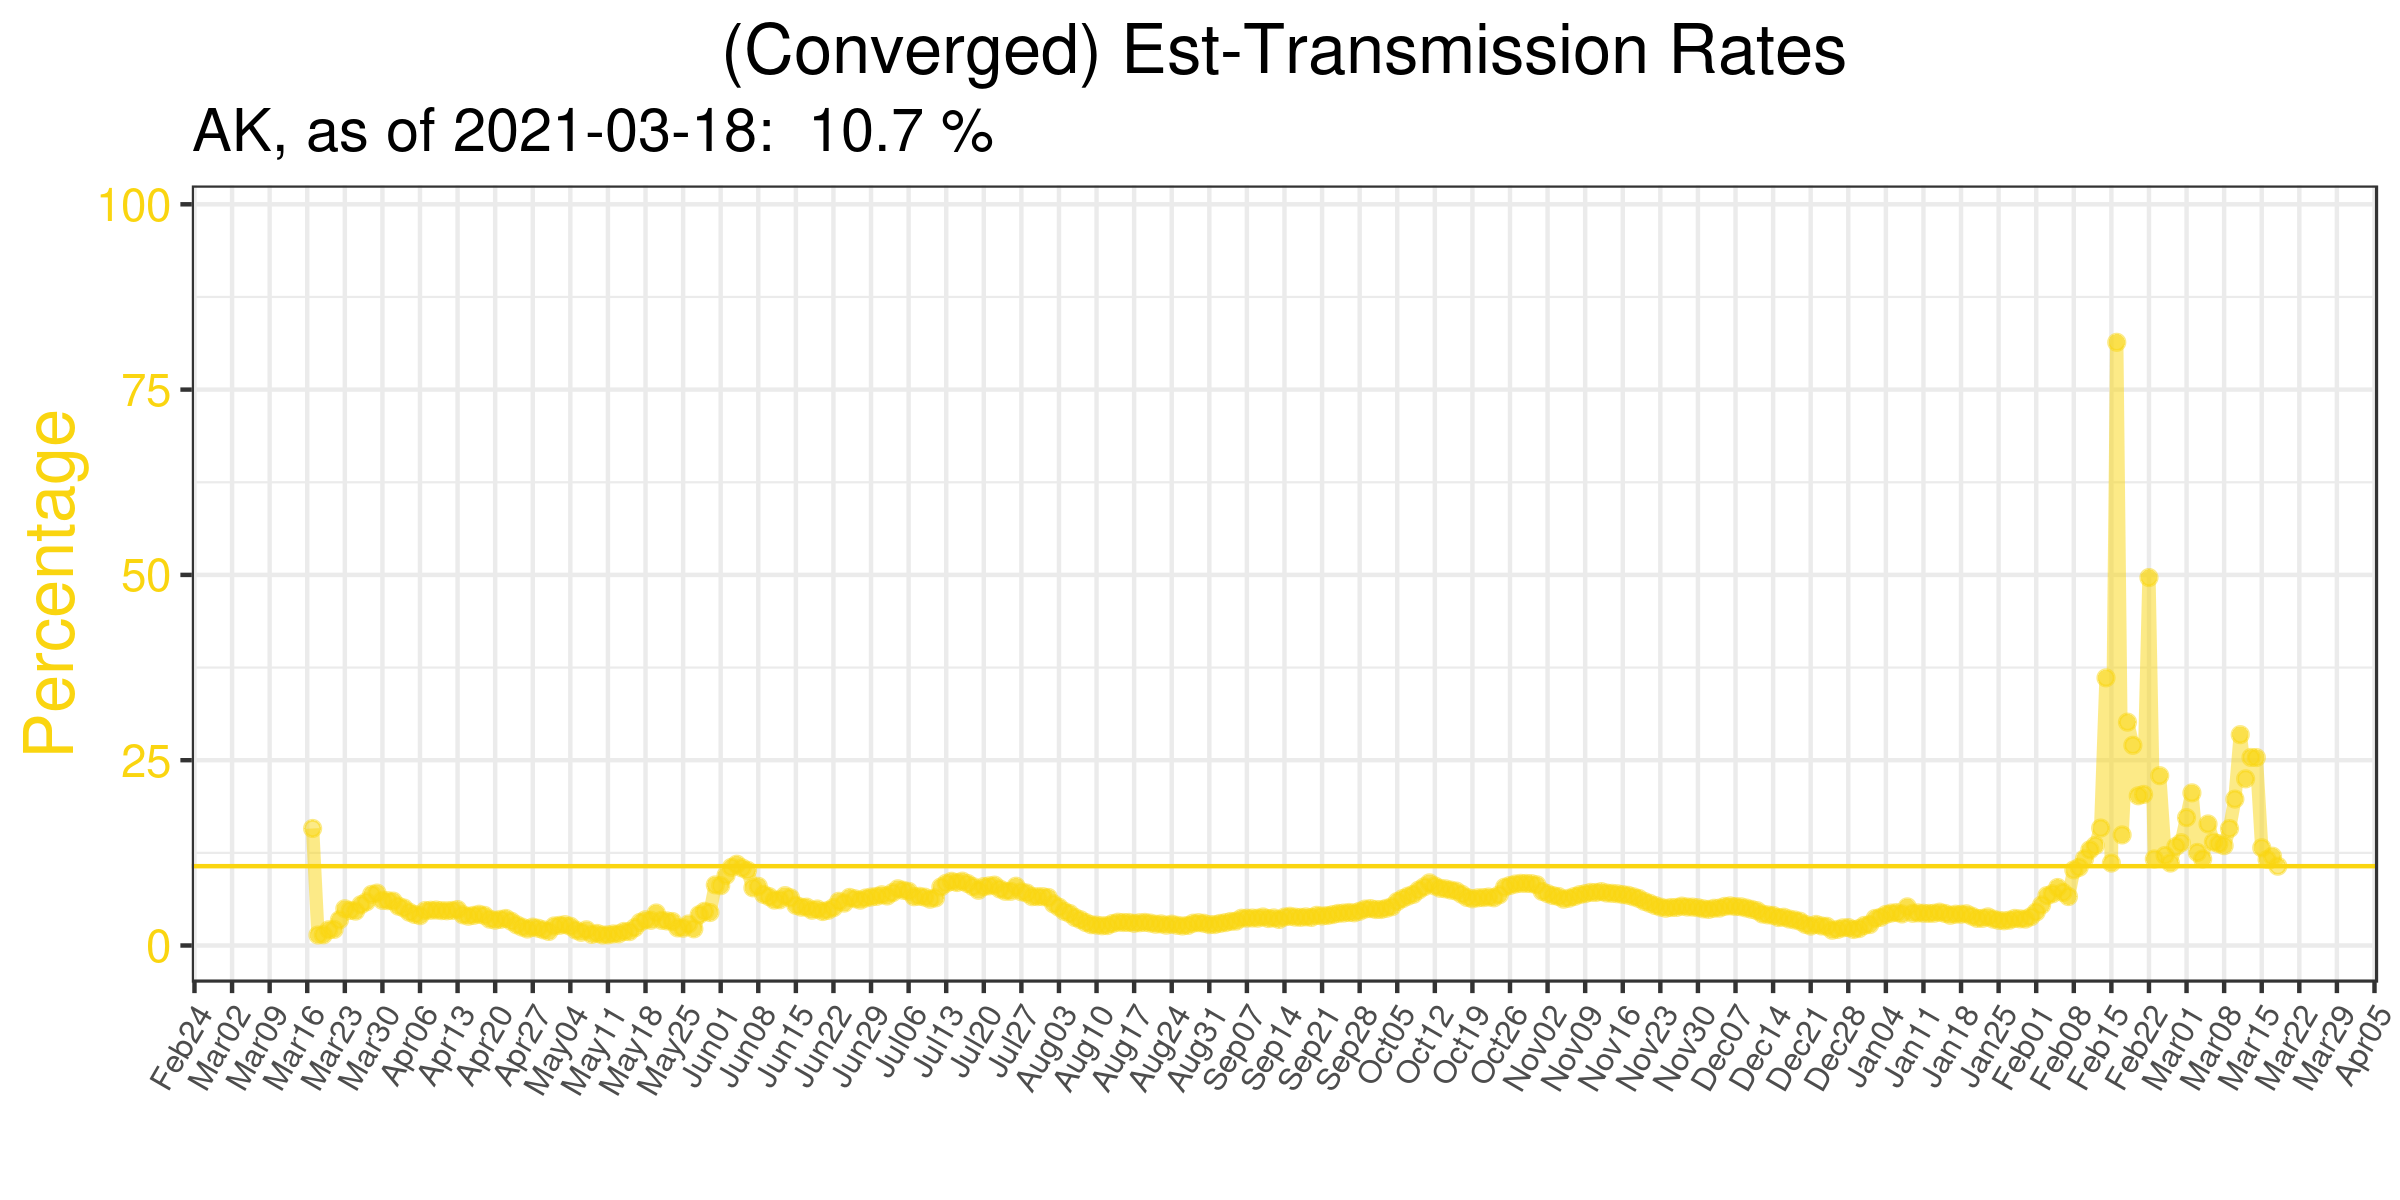 (Converged) Est-Transmission Rates
AK, as of 2021-03-18:  10.7 %
Percentage
100
75
50
25
0
Feb24
Mar02
Mar09
Mar16
Mar23
Mar30
Apr06
Apr13
Apr20
Apr27
May04
May11
May18
May25
Jun01
Jun08
Jun15
Jun22
Jun29
Jul06
Jul13
Jul20
Jul27
Aug03
Aug10
Aug17
Aug24
Aug31
Sep07
Sep14
Sep21
Sep28
Oct05
Oct12
Oct19
Oct26
Nov02
Nov09
Nov16
Nov23
Nov30
Dec07
Dec14
Dec21
Dec28
Jan04
Jan11
Jan18
Jan25
Feb01
Feb08
Feb15
Feb22
Mar01
Mar08
Mar15
Mar22
Mar29
Apr05